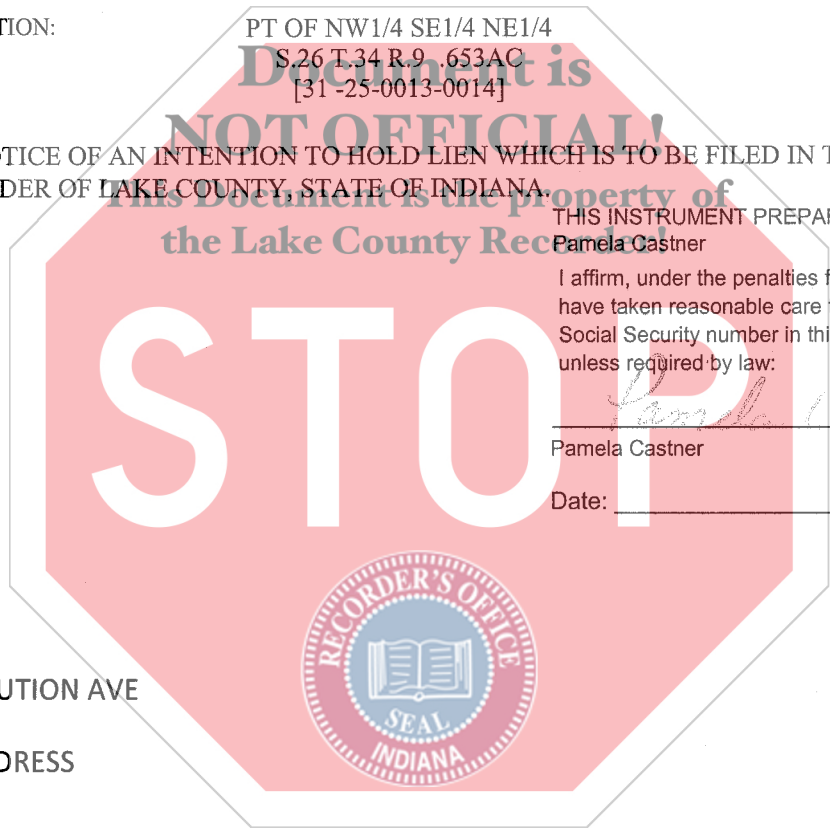 TION: PT OF NW1/4 SE1/4 NE1/4
S.26 T.34 R.9 .653AC
Document is
[31 -25-0013-0014]
NOT OFFICIAL!
TICE OF AN INTENTION TO HOLD LIEN WHICH IS TO BE FILED IN T
DER OF LAKE COUNTY, STATE OF INDIANA.
This Document is the property of
the Lake County Recorder!
THIS INSTRUMENT PREPAR
Pamela Castner
I affirm, under the penalties f
have taken reasonable care
Social Security number in thi
unless required by law:
Pamela
Pamela Castner
Date:
STOP
RECORDER'S OFFICE
SEAL
INDIANA
UTION AVE
DRESS